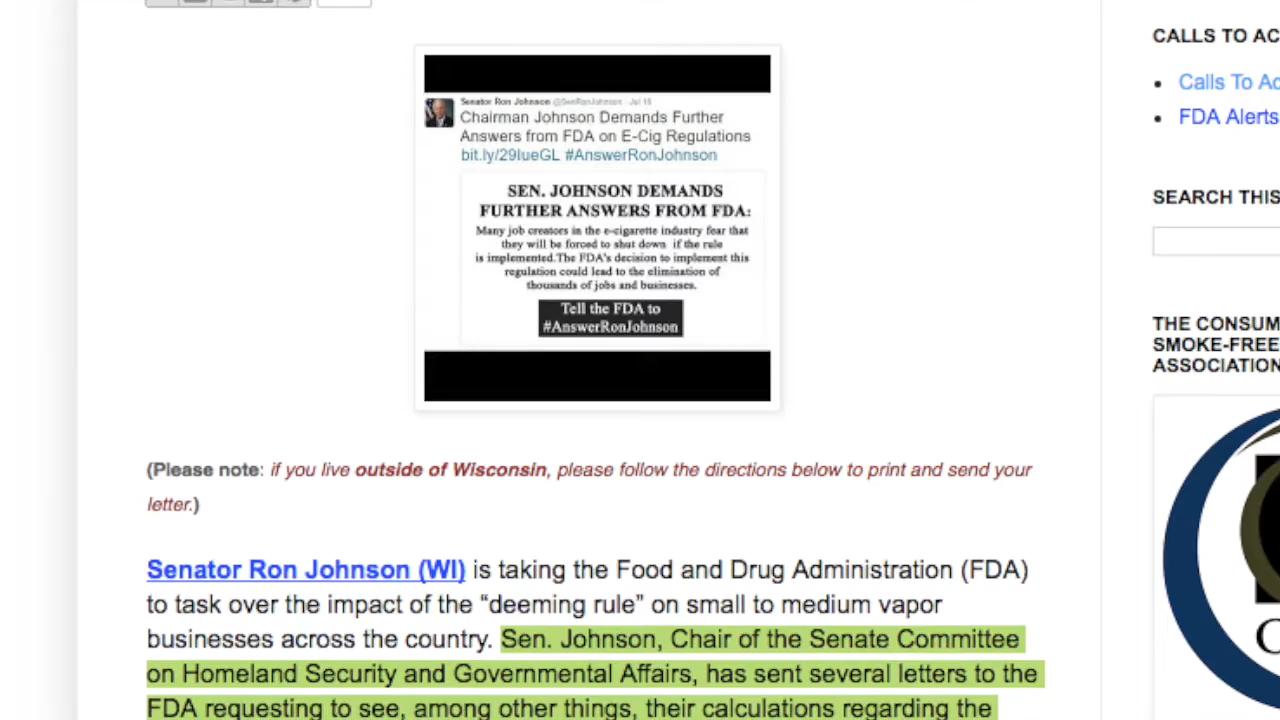 Senator Ron Johnson @SenRonJohnson · Jul 15
Chairman Johnson Demands Further
Answers from FDA on E-Cig Regulations
bit.ly/29IueGL #AnswerRonJohnson
SEN. JOHNSON DEMANDS
FURTHER ANSWERS FROM FDA:
Many job creators in the e-cigarette industry fear that
they will be forced to shut down if the rule
is implemented.The FDA's decision to implement this
regulation could lead to the elimination of
thousands of jobs and businesses.
Tell the FDA to
#AnswerRonJohnson
(Please note: if you live outside of Wisconsin, please follow the directions below to print and send your
letter.)
Senator Ron Johnson (WI) is taking the Food and Drug Administration (FDA)
to task over the impact of the “deeming rule” on small to medium vapor
businesses across the country. Sen. Johnson, Chair of the Senate Committee
on Homeland Security and Governmental Affairs, has sent several letters to the
FDA requesting to see, among other things, their calculations regarding the
CALLS TO AC
Calls To Ac
FDA Alerts
SEARCH THIS
THE CONSUM
SMOKE-FREE
ASSOCIATION
C